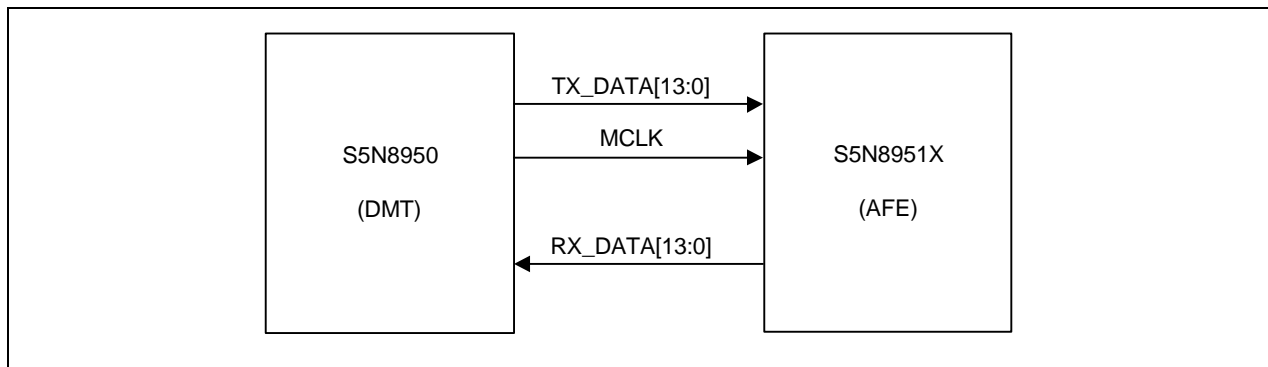 TX_DATA[13:0]
MCLK
S5N8950
(DMT)
S5N8951X
(AFE)
RX_DATA[13:0]